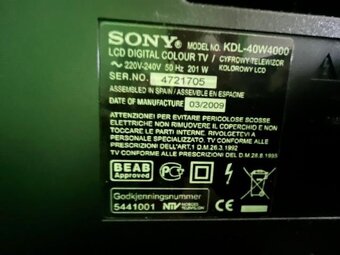 SONY MODEL NO. KDL-40W4000
LCD DIGITAL COLOUR TV / CYFROWY-TELEWIZOR
~ 220V-240V 50 Hz 201 W KOLOROWY LCD
SER.NO. 4721705
ASSEMBLED IN SPAIN / ASSEMBLE EN ESPAGNE
DATE OF MANUFACTURE 03/2009
ATTENZIONE! PER EVITARE PERICOLOSE SCOSSE
ELETTRICHE NON RIMUOVERE IL COPERCHIO E NON
TOCCARE LE PARTI INTERNE. RIVOLGETEVI A
PERSONALE SPECIALIZZATO. TV CONFORME ALLE
PRESCRIZIONI DELL'ART.1 D.M.26.3.1992
TV CONFORME ALLE PRESCRIZIONI DEL D.M 28.8.1995
BEAB
Approved
Godkjenningsnummer
5441001 NTV
CE